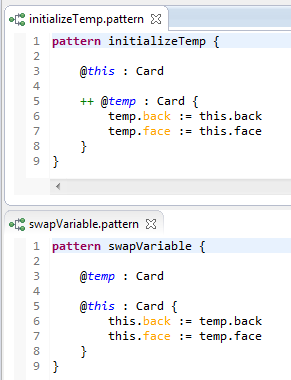 initializeTemp.pattern
1 pattern initializeTemp {
2
3 @this : Card
4
5 ++ @temp : Card {
6 temp.back := this.back
7 temp.face := this.face
8 }
9 }
swapVariable.pattern
1 pattern swapVariable {
2
3 @temp : Card
4
5 @this : Card {
6 this.back := temp.back
7 this.face := temp.face
8 }
9 }